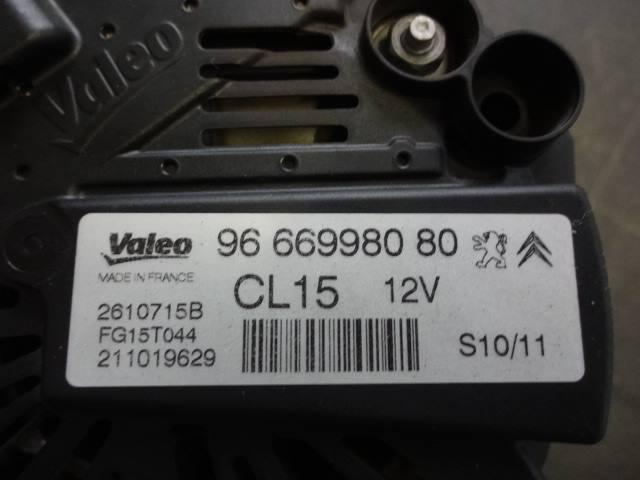 Valeo
Valeo 96 669980 80
MADE IN FRANCE
CL15 12V
2610715B
FG15T044
211019629
S10/11